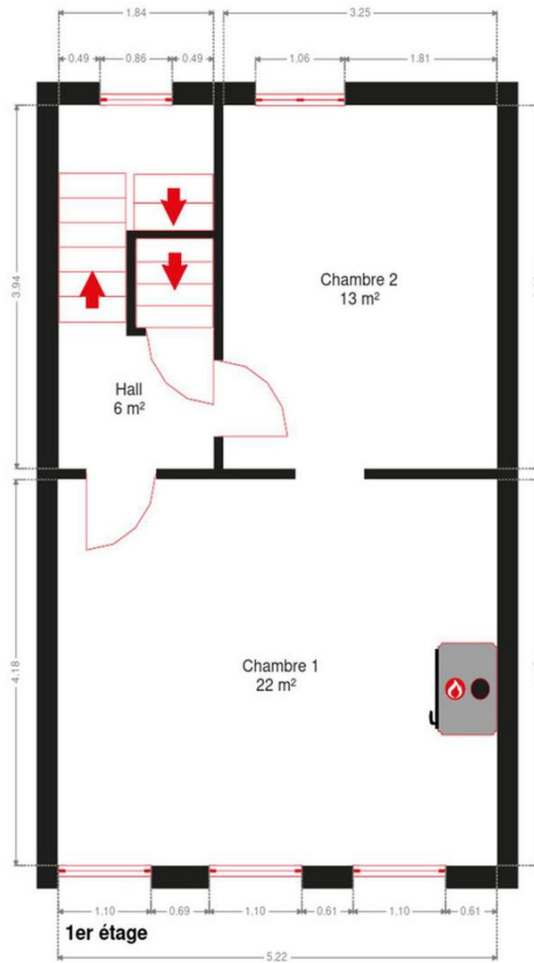 1.84
3.25
0.49
0.86
0.49
1.06
1.81
3.94
Chambre 2
13 m²
Hall
6 m²
4.18
Chambre 1
22 m²
1.10
0.69
1.10
0.61
1.10
0.61
1er étage
5.22